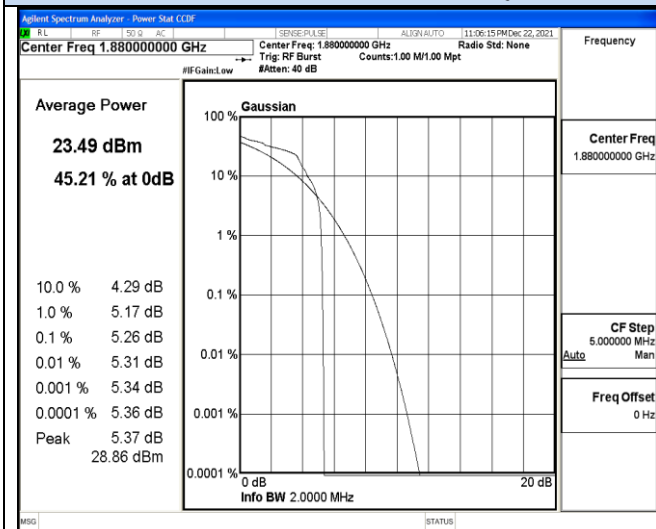 Agilent Spectrum Analyzer - Power Stat CCDF
RL RF 50 Ω AC SENSE:PULSE ALIGN AUTO 11:06:15 PM Dec 22, 2021
Center Freq 1.880000000 GHz
Center Freq: 1.880000000 GHz Radio Std: None
Trig: RF Burst Counts:1.00 M/1.00 Mpt
#IFGain:Low #Atten: 40 dB
Frequency
Average Power
23.49 dBm
45.21 % at 0dB
10.0 % 4.29 dB
1.0 % 5.17 dB
0.1 % 5.26 dB
0.01 % 5.31 dB
0.001 % 5.34 dB
0.0001 % 5.36 dB
Peak 5.37 dB
28.86 dBm
Gaussian
100 %
10 %
1 %
0.1 %
0.01 %
0.001 %
0.0001 %
0 dB 20 dB
Info BW 2.0000 MHz
Center Freq
1.880000000 GHz
CF Step
5.000000 MHz
Auto Man
Freq Offset
0 Hz
MSG STATUS